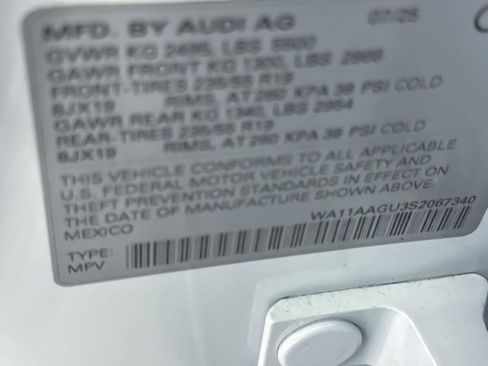 MFD. BY AUDI AG 07/25
GVWR KG 2495, LBS 5500
GAWR FRONT KG 1300, LBS 2866
FRONT-TIRES 235/55 R19
8JX19 RIMS, AT 260 KPA 38 PSI COLD
GAWR REAR KG 1340, LBS 2954
REAR-TIRES 235/55 R19
8JX19 RIMS, AT 260 KPA 38 PSI COLD
THIS VEHICLE CONFORMS TO ALL APPLICABLE
U.S. FEDERAL MOTOR VEHICLE SAFETY AND
THEFT PREVENTION STANDARDS IN EFFECT ON
DATE OF MANUFACTURE SHOWN ABOVE.
MEXICO WA11AAGU3S2067340
TYPE:
MPV